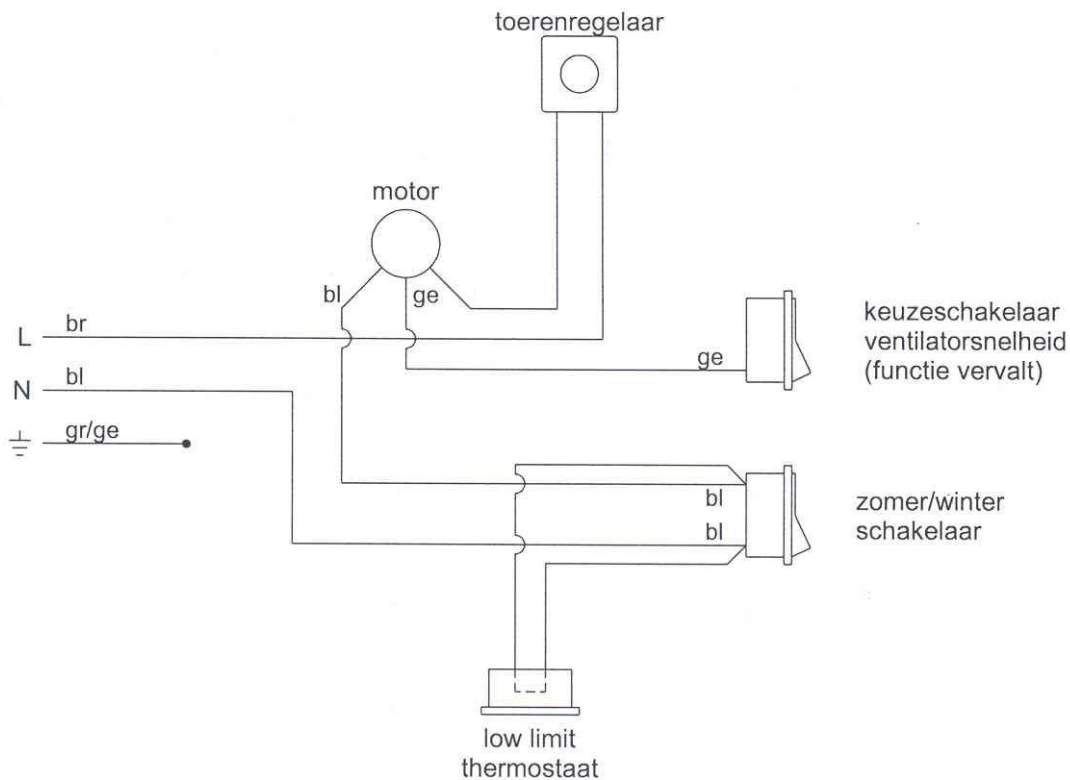 toerenregelaar
motor
bl
ge
L
br
keuzeschakelaar
ventilatorsnelheid
(functie vervalt)
ge
N
bl
gr/ge
bl
zomer/winter
schakelaar
bl
low limit
thermostaat